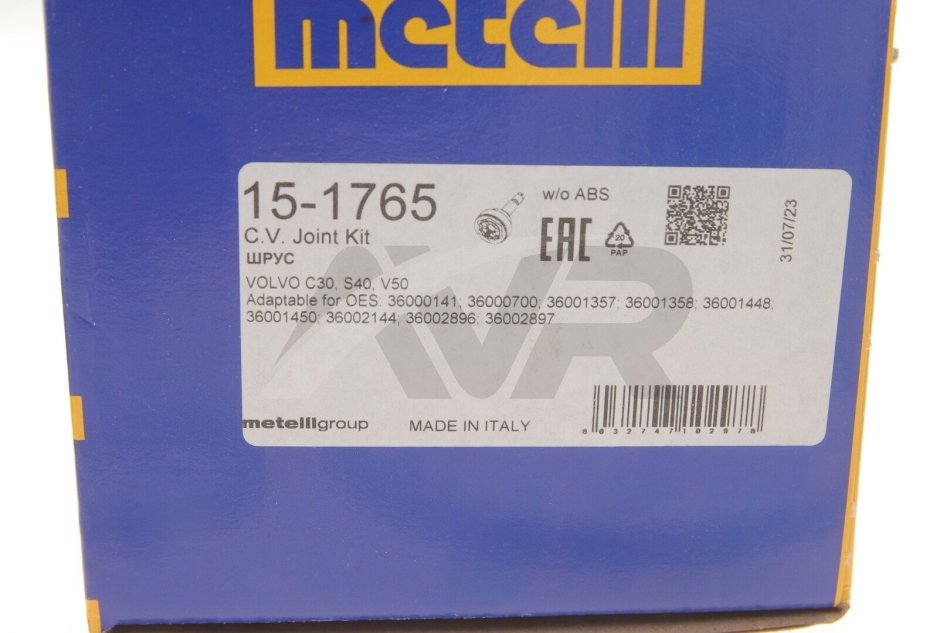 metelli
15-1765
w/o ABS
C.V. Joint Kit
ШРУС
EAC
20
PAP
31/07/23
VOLVO C30, S40, V50
Adaptable for OES: 36000141; 36000700; 36001357; 36001358; 36001448;
36001450; 36002144; 36002896; 36002897
AVR
metelligroup
MADE IN ITALY
8032747102978